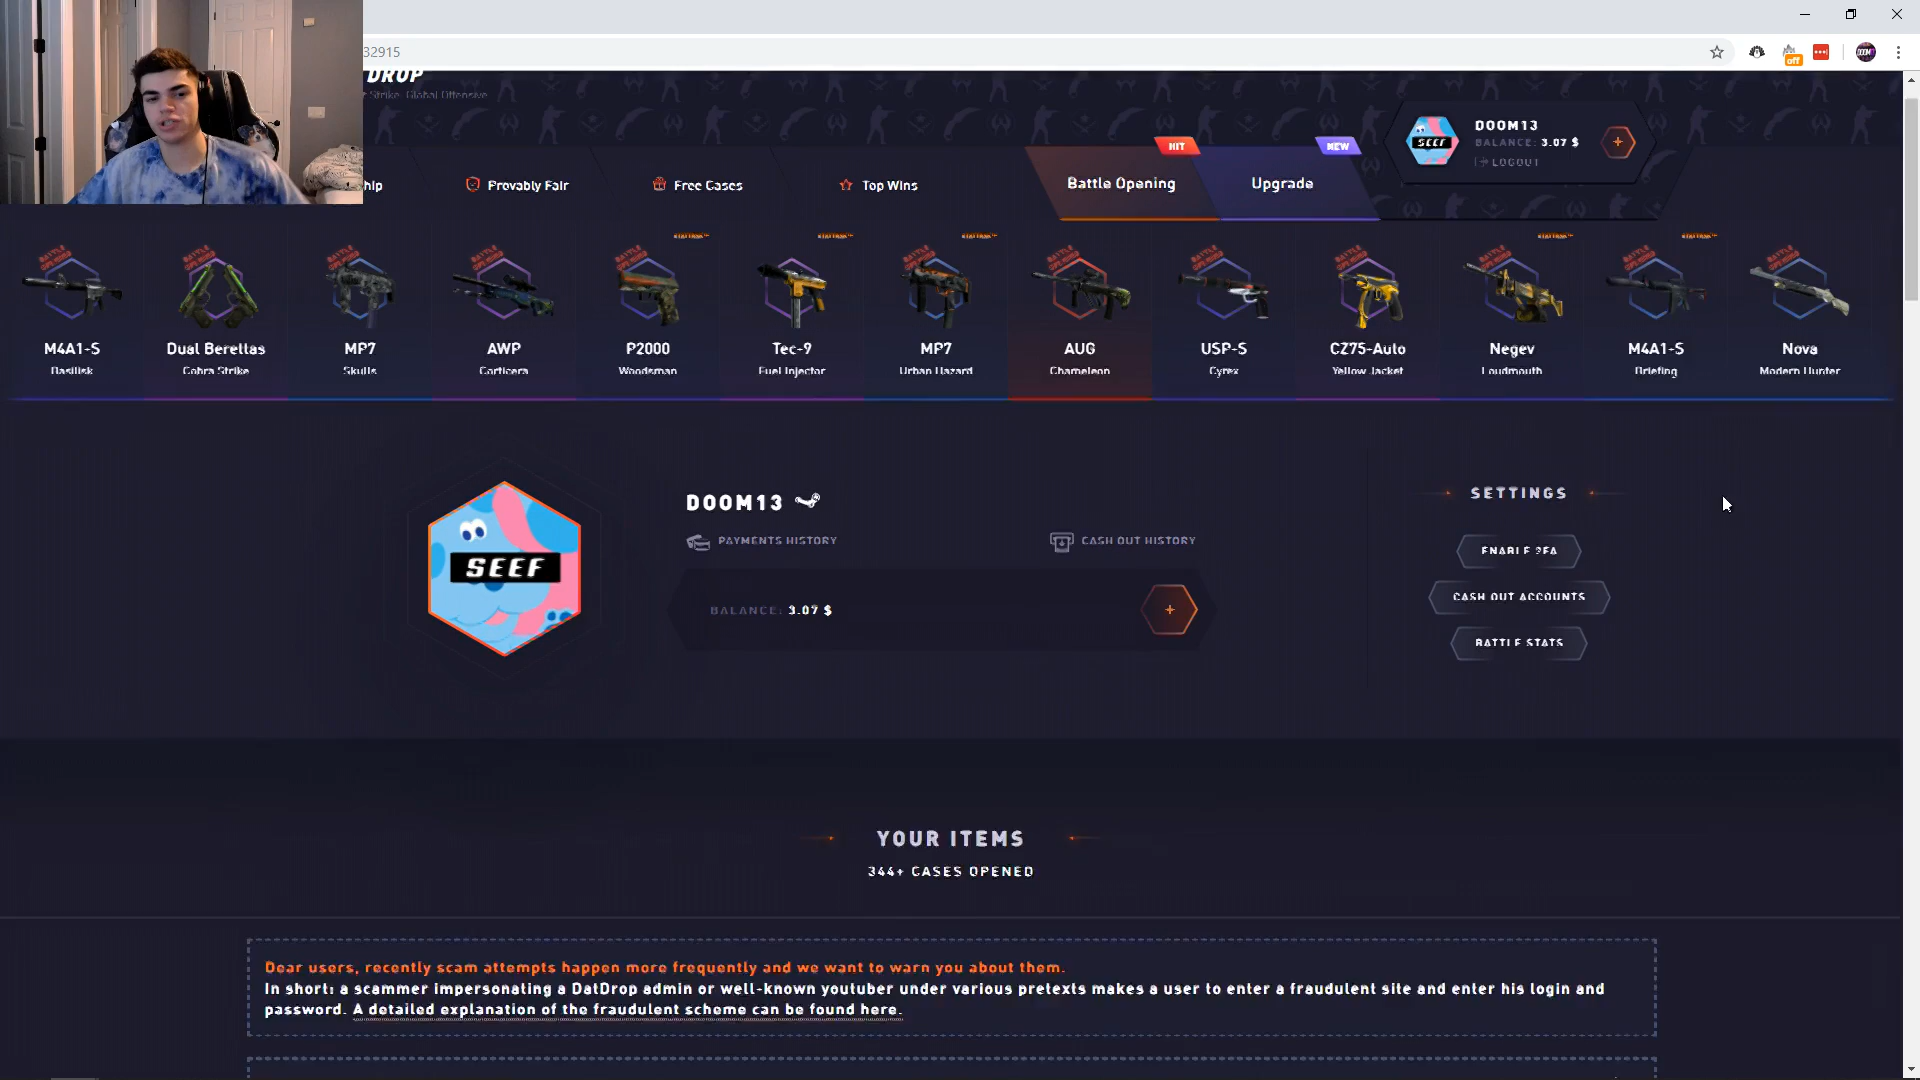 32915
DROP
Strike: Global Offensive
off
HIT
NEW
DOOM13
BALANCE: 3.07 $
LOGOUT
SEEF
hip
Provably Fair
Free Cases
Top Wins
Battle Opening
Upgrade
M4A1-S
Dual Berettas
MP7
AWP
P2000
Tec-9
MP7
AUG
USP-S
CZ75-Auto
Negev
M4A1-S
Nova
Basilisk
Cobra Strike
Skulls
Corticera
Woodsman
Fuel Injector
Urban Hazard
Chameleon
Cyrex
Yellow Jacket
Loudmouth
Briefing
Modern Hunter
DOOM13
SETTINGS
PAYMENTS HISTORY
CASH OUT HISTORY
ENABLE 2FA
SEEF
CASH OUT ACCOUNTS
BALANCE: 3.07 $
BATTLE STATS
YOUR ITEMS
344+ CASES OPENED
Dear users, recently scam attempts happen more frequently and we want to warn you about them.
In short: a scammer impersonating a DatDrop admin or well-known youtuber under various pretexts makes a user to enter a fraudulent site and enter his login and
password. A detailed explanation of the fraudulent scheme can be found here.